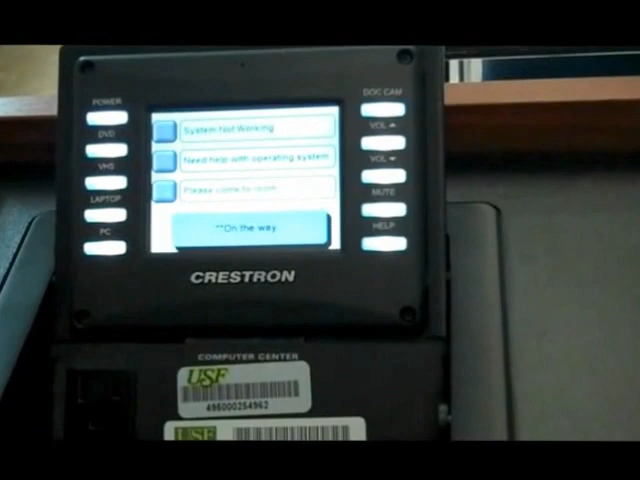 POWER
DVD
VHS
LAPTOP
PC
System Not Working
Need help with operating system
Please come to room
**On the way
DOC CAM
VOL
VOL
MUTE
HELP
CRESTRON
COMPUTER CENTER
USF
495000254962
USF